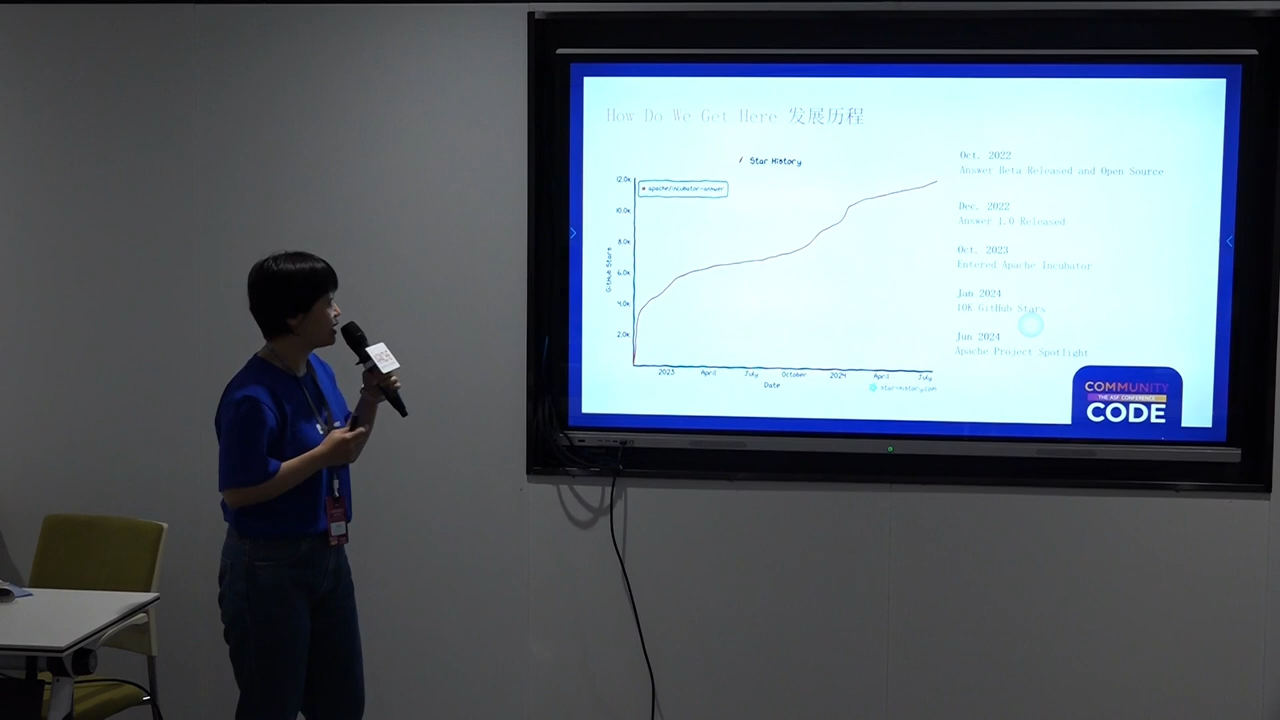 How Do We Get Here 发展历程
Star History
apache/incubator-answer
12.0k
10.0k
8.0k
6.0k
4.0k
2.0k
GitHub Stars
2023 April July October 2024 April July
Date
star-history.com
Oct. 2022
Answer Beta Released and Open Source
Dec. 2022
Answer 1.0 Released
Oct. 2023
Entered Apache Incubator
Jan 2024
10K GitHub Stars
Jun 2024
Apache Project Spotlight
COMMUNITY
THE ASF CONFERENCE
CODE